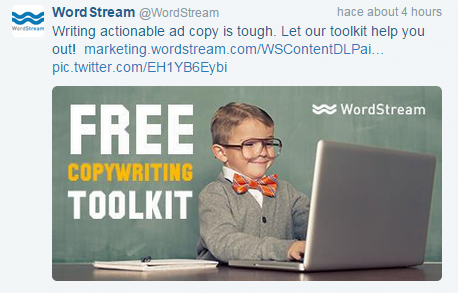 WordStream @WordStream hace about 4 hours
WordStream
Writing actionable ad copy is tough. Let our toolkit help you
out! marketing.wordstream.com/WSContentDLPai...
pic.twitter.com/EH1YB6Eybi
WordStream
FREE
COPYWRITING
TOOLKIT